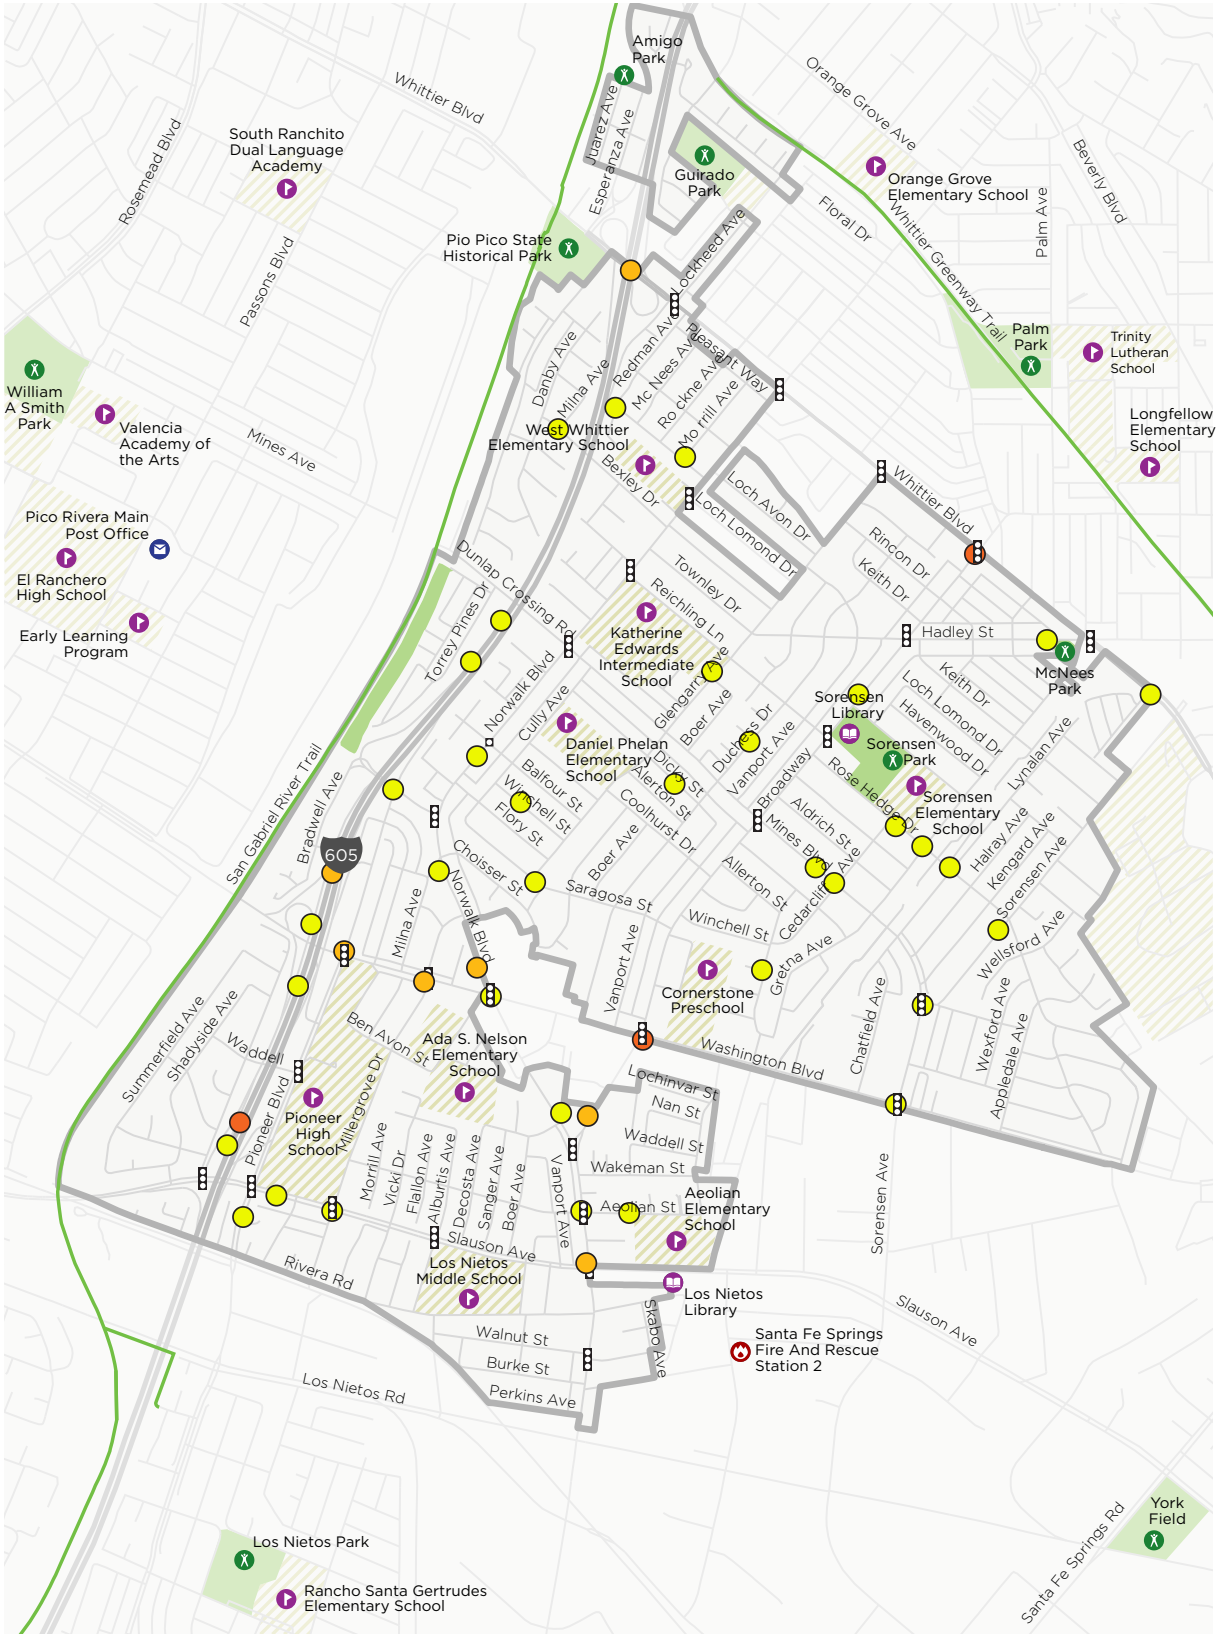 Amigo
Park
Whittier Blvd
Orange Grove Ave
Juarez Ave
Esperanza Ave
Rosemead Blvd
South Ranchito
Dual Language
Academy
Guirado
Park
Orange Grove
Elementary School
Beverly Blvd
Palm Ave
Floral Dr
Whittier Greenway Trail
Pio Pico State
Historical Park
Passons Blvd
Lockheed Ave
Palm
Park
Trinity
Lutheran
School
William
A Smith
Park
Valencia
Academy of
the Arts
Mines Ave
Danby Ave
Milna Ave
Redman Ave
Mc Nees Ave
Pleasant Way
Ro ckne Ave
Mo rrill Ave
Longfellow
Elementary
School
West Whittier
Elementary School
Bexley Dr
Loch Avon Dr
Loch Lomond Dr
Whittier Blvd
Pico Rivera Main
Post Office
El Ranchero
High School
Early Learning
Program
Rincon Dr
Keith Dr
Dunlap Crossing Rd
Torrey Pines Dr
Townley Dr
Reichling Ln
Katherine
Edwards
Intermediate
School
Hadley St
McNees
Park
Norwalk Blvd
Cully Ave
Glengarry Ave
Boer Ave
Keith Dr
Loch Lomond Dr
Havenwood Dr
Lynalan Ave
Sorensen
Library
Sorensen
Park
Duchess Dr
Vanport Ave
Broadway
Daniel Phelan
Elementary
School
Dicky St
Alerton St
Coolhurst Dr
Rose Hedge Dr
Sorensen
Elementary
School
San Gabriel River Trail
Bradwell Ave
605
Balfour St
Winchell St
Flory St
Choisser St
Boer Ave
Aldrich St
Mines Blvd
Allerton St
Cedarcliff Ave
Halray Ave
Kengard Ave
Sorensen Ave
Saragosa St
Winchell St
Milna Ave
Norwalk Blvd
Vanport Ave
Gretna Ave
Wellsford Ave
Cornerstone
Preschool
Summerfield Ave
Shadyside Ave
Waddell
Ben Avon St
Ada S. Nelson
Elementary
School
Washington Blvd
Chatfield Ave
Wexford Ave
Appledale Ave
Pioneer Blvd
Pioneer
High
School
Millergrove Dr
Lochinvar St
Nan St
Waddell St
Wakeman St
Morrill Ave
Vicki Dr
Flallon Ave
Alburtis Ave
Decosta Ave
Sanger Ave
Boer Ave
Vanport Ave
Aeolian St
Aeolian
Elementary
School
Sorensen Ave
Slauson Ave
Los Nietos
Middle School
Rivera Rd
Los Nietos
Library
Slauson Ave
Skabo Ave
Walnut St
Burke St
Perkins Ave
Santa Fe Springs
Fire And Rescue
Station 2
Los Nietos Rd
York
Field
Santa Fe Springs Rd
Los Nietos Park
Rancho Santa Gertrudes
Elementary School